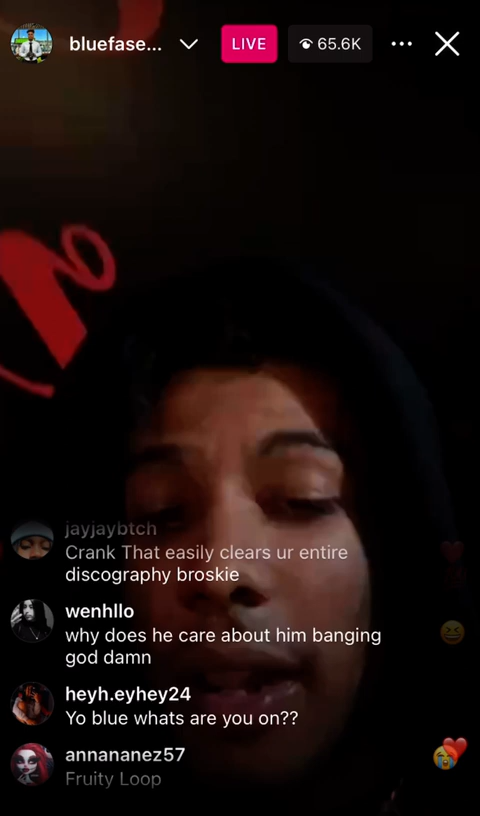 bluefase...
LIVE
65.6K
jayjaybtch
Crank That easily clears ur entire
discography broskie
wenhllo
why does he care about him banging
god damn
heyh.eyhey24
Yo blue whats are you on??
annananez57
Fruity Loop